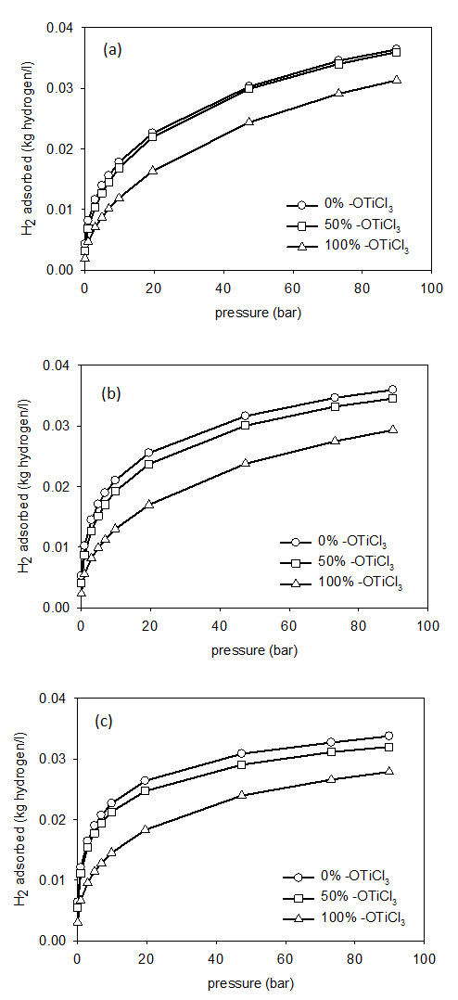 (a)
H2 adsorbed (kg hydrogen/l)
0.04
0.03
0.02
0.01
0.00
0% -OTiCl3
50% -OTiCl3
100% -OTiCl3
0 20 40 60 80 100
pressure (bar)
(b)
H2 adsorbed (kg hydrogen/l)
0.04
0.03
0.02
0.01
0.00
0% -OTiCl3
50% -OTiCl3
100% -OTiCl3
0 20 40 60 80 100
pressure (bar)
(c)
H2 adsorbed (kg hydrogen/l)
0.04
0.03
0.02
0.01
0.00
0% -OTiCl3
50% -OTiCl3
100% -OTiCl3
0 20 40 60 80 100
pressure (bar)